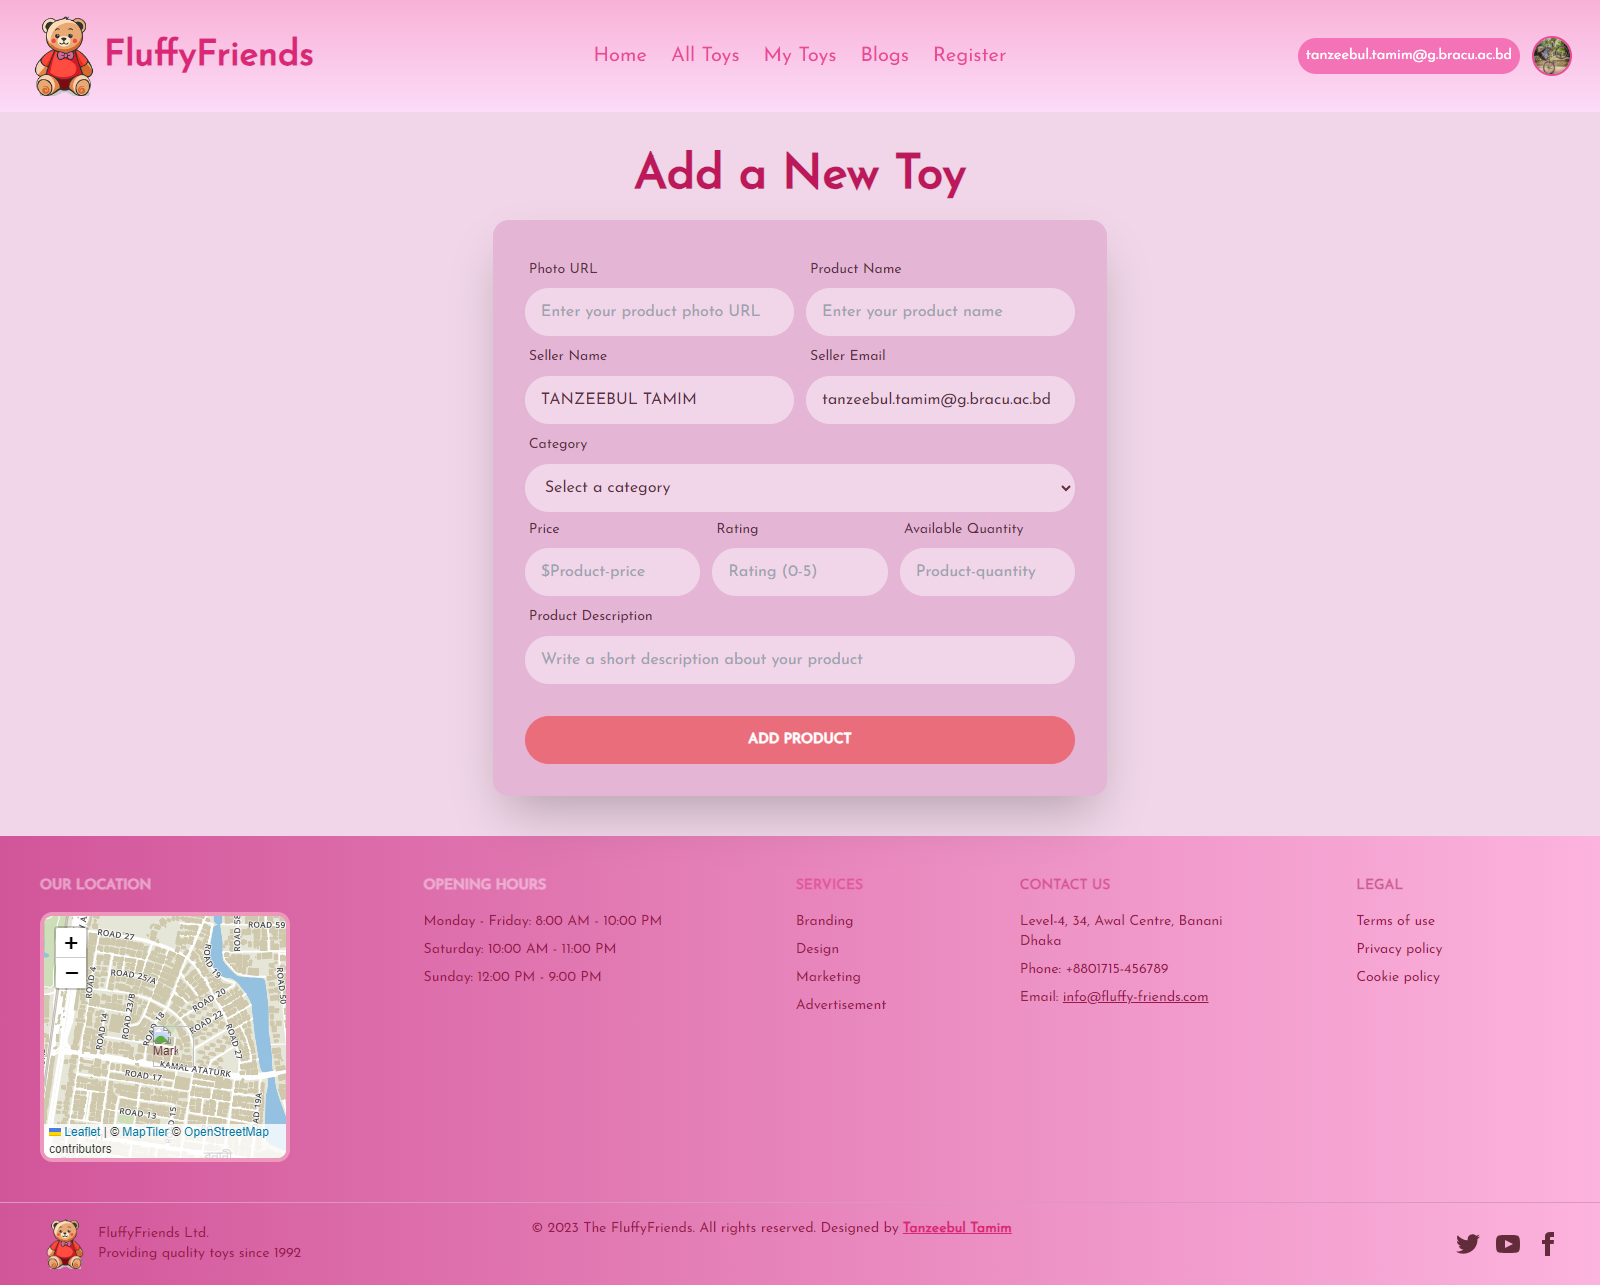 FluffyFriends
Home All Toys My Toys Blogs Register
tanzeebul.tamim@g.bracu.ac.bd
Add a New Toy
Photo URL Product Name
Enter your product photo URL Enter your product name
Seller Name Seller Email
TANZEEBUL TAMIM tanzeebul.tamim@g.bracu.ac.bd
Category
Select a category
Price Rating Available Quantity
$Product-price Rating (0-5) Product-quantity
Product Description
Write a short description about your product
ADD PRODUCT
OUR LOCATION
+
−
ROAD 27
ROAD 58
ROAD 59
ROAD 4
ROAD 25/A
ROAD 19
ROAD 50
ROAD 23/B
ROAD 20
ROAD 14
ROAD 18
ROAD 22
ROAD 27
Mark
KAMAL ATATURK
ROAD 17
ROAD 13
ROAD 15
AD 19A
Leaflet | © MapTiler © OpenStreetMap
contributors
OPENING HOURS
Monday - Friday: 8:00 AM - 10:00 PM
Saturday: 10:00 AM - 11:00 PM
Sunday: 12:00 PM - 9:00 PM
SERVICES
Branding
Design
Marketing
Advertisement
CONTACT US
Level-4, 34, Awal Centre, Banani
Dhaka
Phone: +8801715-456789
Email: info@fluffy-friends.com
LEGAL
Terms of use
Privacy policy
Cookie policy
FluffyFriends Ltd.
Providing quality toys since 1992
© 2023 The FluffyFriends. All rights reserved. Designed by Tanzeebul Tamim